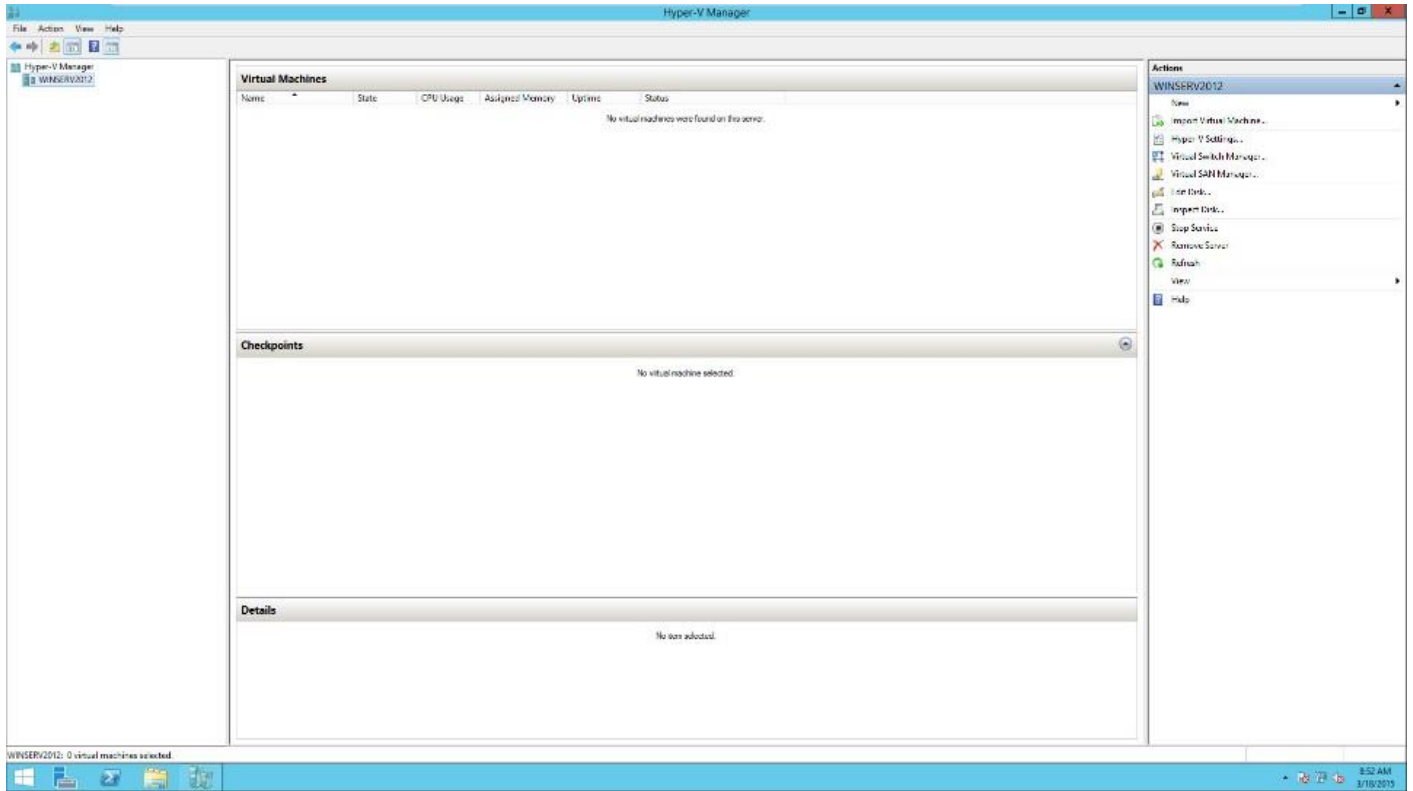 Hyper-V Manager
File Action View Help
Hyper-V Manager
WINSERV2012
Virtual Machines
Name State CPU Usage Assigned Memory Uptime Status
No virtual machines were found on this server.
Checkpoints
No virtual machine selected.
Details
No item selected.
Actions
WINSERV2012
New
Import Virtual Machine...
Hyper-V Settings...
Virtual Switch Manager...
Virtual SAN Manager...
Edit Disk...
Inspect Disk...
Stop Service
Remove Server
Refresh
View
Help
WINSERV2012: 0 virtual machines selected.
8:52 AM
3/18/2015